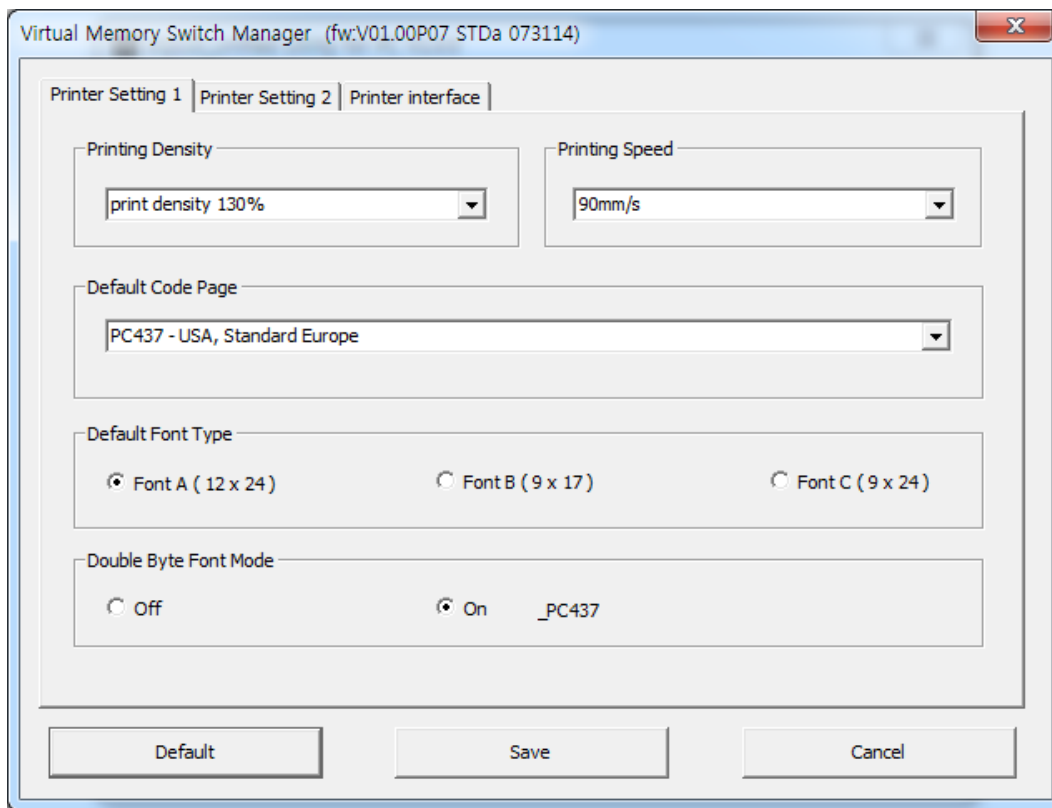 Virtual Memory Switch Manager (fw:V01.00P07 STDa 073114)
Printer Setting 1 Printer Setting 2 Printer interface
Printing Density Printing Speed
print density 130% 90mm/s
Default Code Page
PC437 - USA, Standard Europe
Default Font Type
Font A ( 12 x 24 ) Font B ( 9 x 17 ) Font C ( 9 x 24 )
Double Byte Font Mode
Off On _PC437
Default Save Cancel